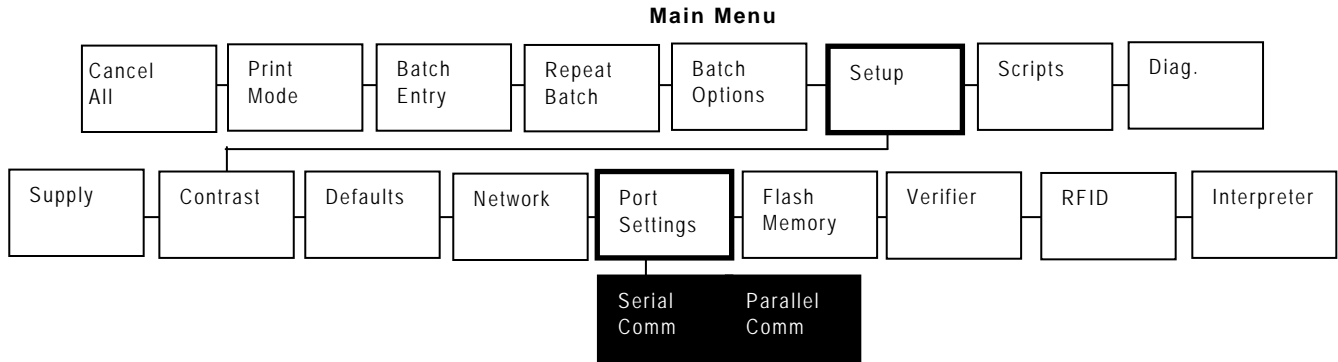 Main Menu
Cancel All
Print Mode
Batch Entry
Repeat Batch
Batch Options
Setup
Scripts
Diag.
Supply
Contrast
Defaults
Network
Port Settings
Flash Memory
Verifier
RFID
Interpreter
Serial Comm
Parallel Comm